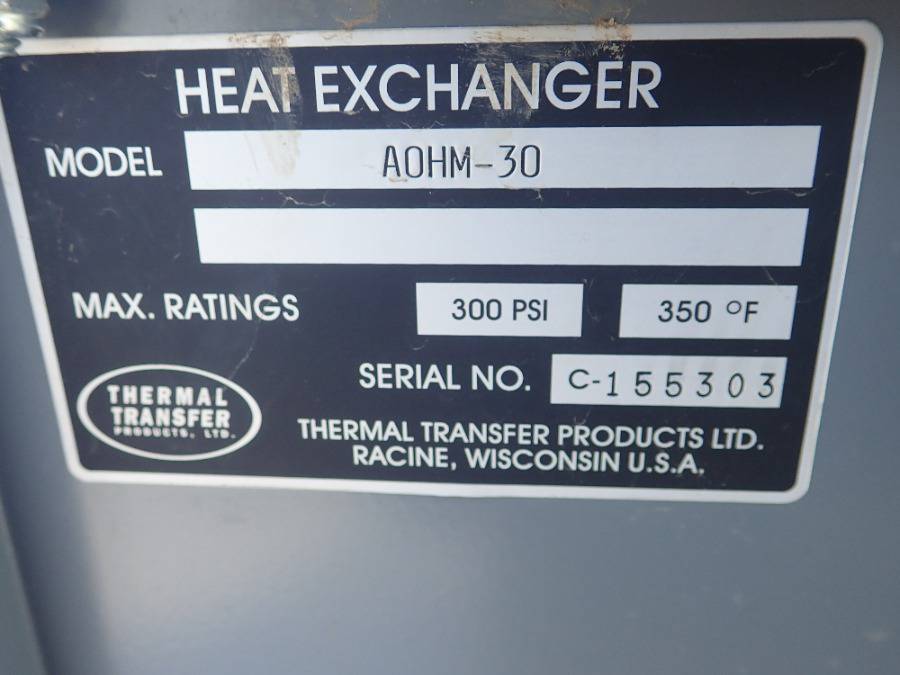 HEAT EXCHANGER
MODEL AOHM-30
MAX. RATINGS 300 PSI 350 °F
SERIAL NO. C-155303
THERMAL
TRANSFER
PRODUCTS, LTD.
THERMAL TRANSFER PRODUCTS LTD.
RACINE, WISCONSIN U.S.A.